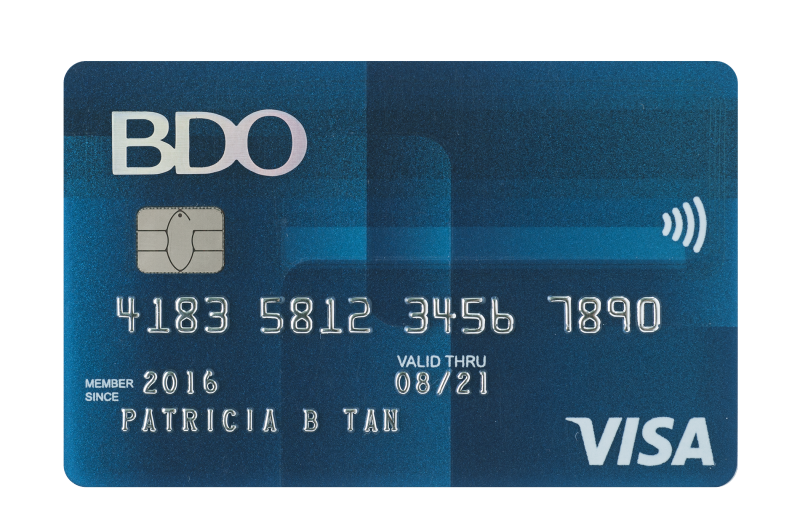 BDO
4183 5812 3456 7890
VALID THRU
MEMBER SINCE 2016 08/21
PATRICIA B TAN
VISA